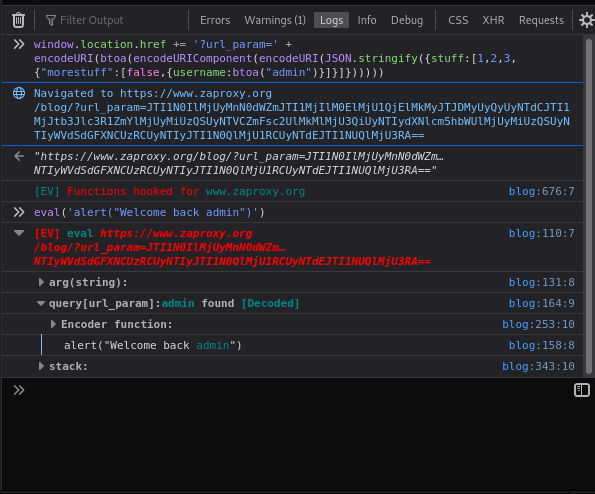 Filter Output Errors Warnings (1) Logs Info Debug CSS XHR Requests
window.location.href += '?url_param=' +
encodeURI(btoa(encodeURIComponent(encodeURI(JSON.stringify({stuff:[1,2,3,
{"morestuff":[false,{username:btoa("admin")}]}]}))))))
Navigated to https://www.zaproxy.org
/blog/?url_param=JTI1N0IlMjUyMnN0dWZmJTI1MjIlM0ElMjU1QjElMkMyJTJDMyUyQyUyNTdCJTI1
MjJtb3Jlc3R1ZmYlMjUyMiUzQSUyNTVCZmFsc2UlMkMlMjU3QiUyNTIydXNlcm5hbWUlMjUyMiUzQSUyN
TIyWVdSdGFXNCUzRCUyNTIyJTI1N0QlMjU1RCUyNTdEJTI1NUQlMjU3RA==
"https://www.zaproxy.org/blog/?url_param=JTI1N0IlMjUyMnN0dWZm…
NTIyWVdSdGFXNCUzRCUyNTIyJTI1N0QlMjU1RCUyNTdEJTI1NUQlMjU3RA=="
[EV] Functions hooked for www.zaproxy.org blog:676:7
eval('alert("Welcome back admin")')
[EV] eval https://www.zaproxy.org blog:110:7
/blog/?url_param=JTI1N0IlMjUyMnN0dWZm…
NTIyWVdSdGFXNCUzRCUyNTIyJTI1N0QlMjU1RCUyNTdEJTI1NUQlMjU3RA==
arg(string): blog:131:8
query[url_param]:admin found [Decoded] blog:164:9
Encoder function: blog:253:10
alert("Welcome back admin") blog:158:8
stack: blog:343:10